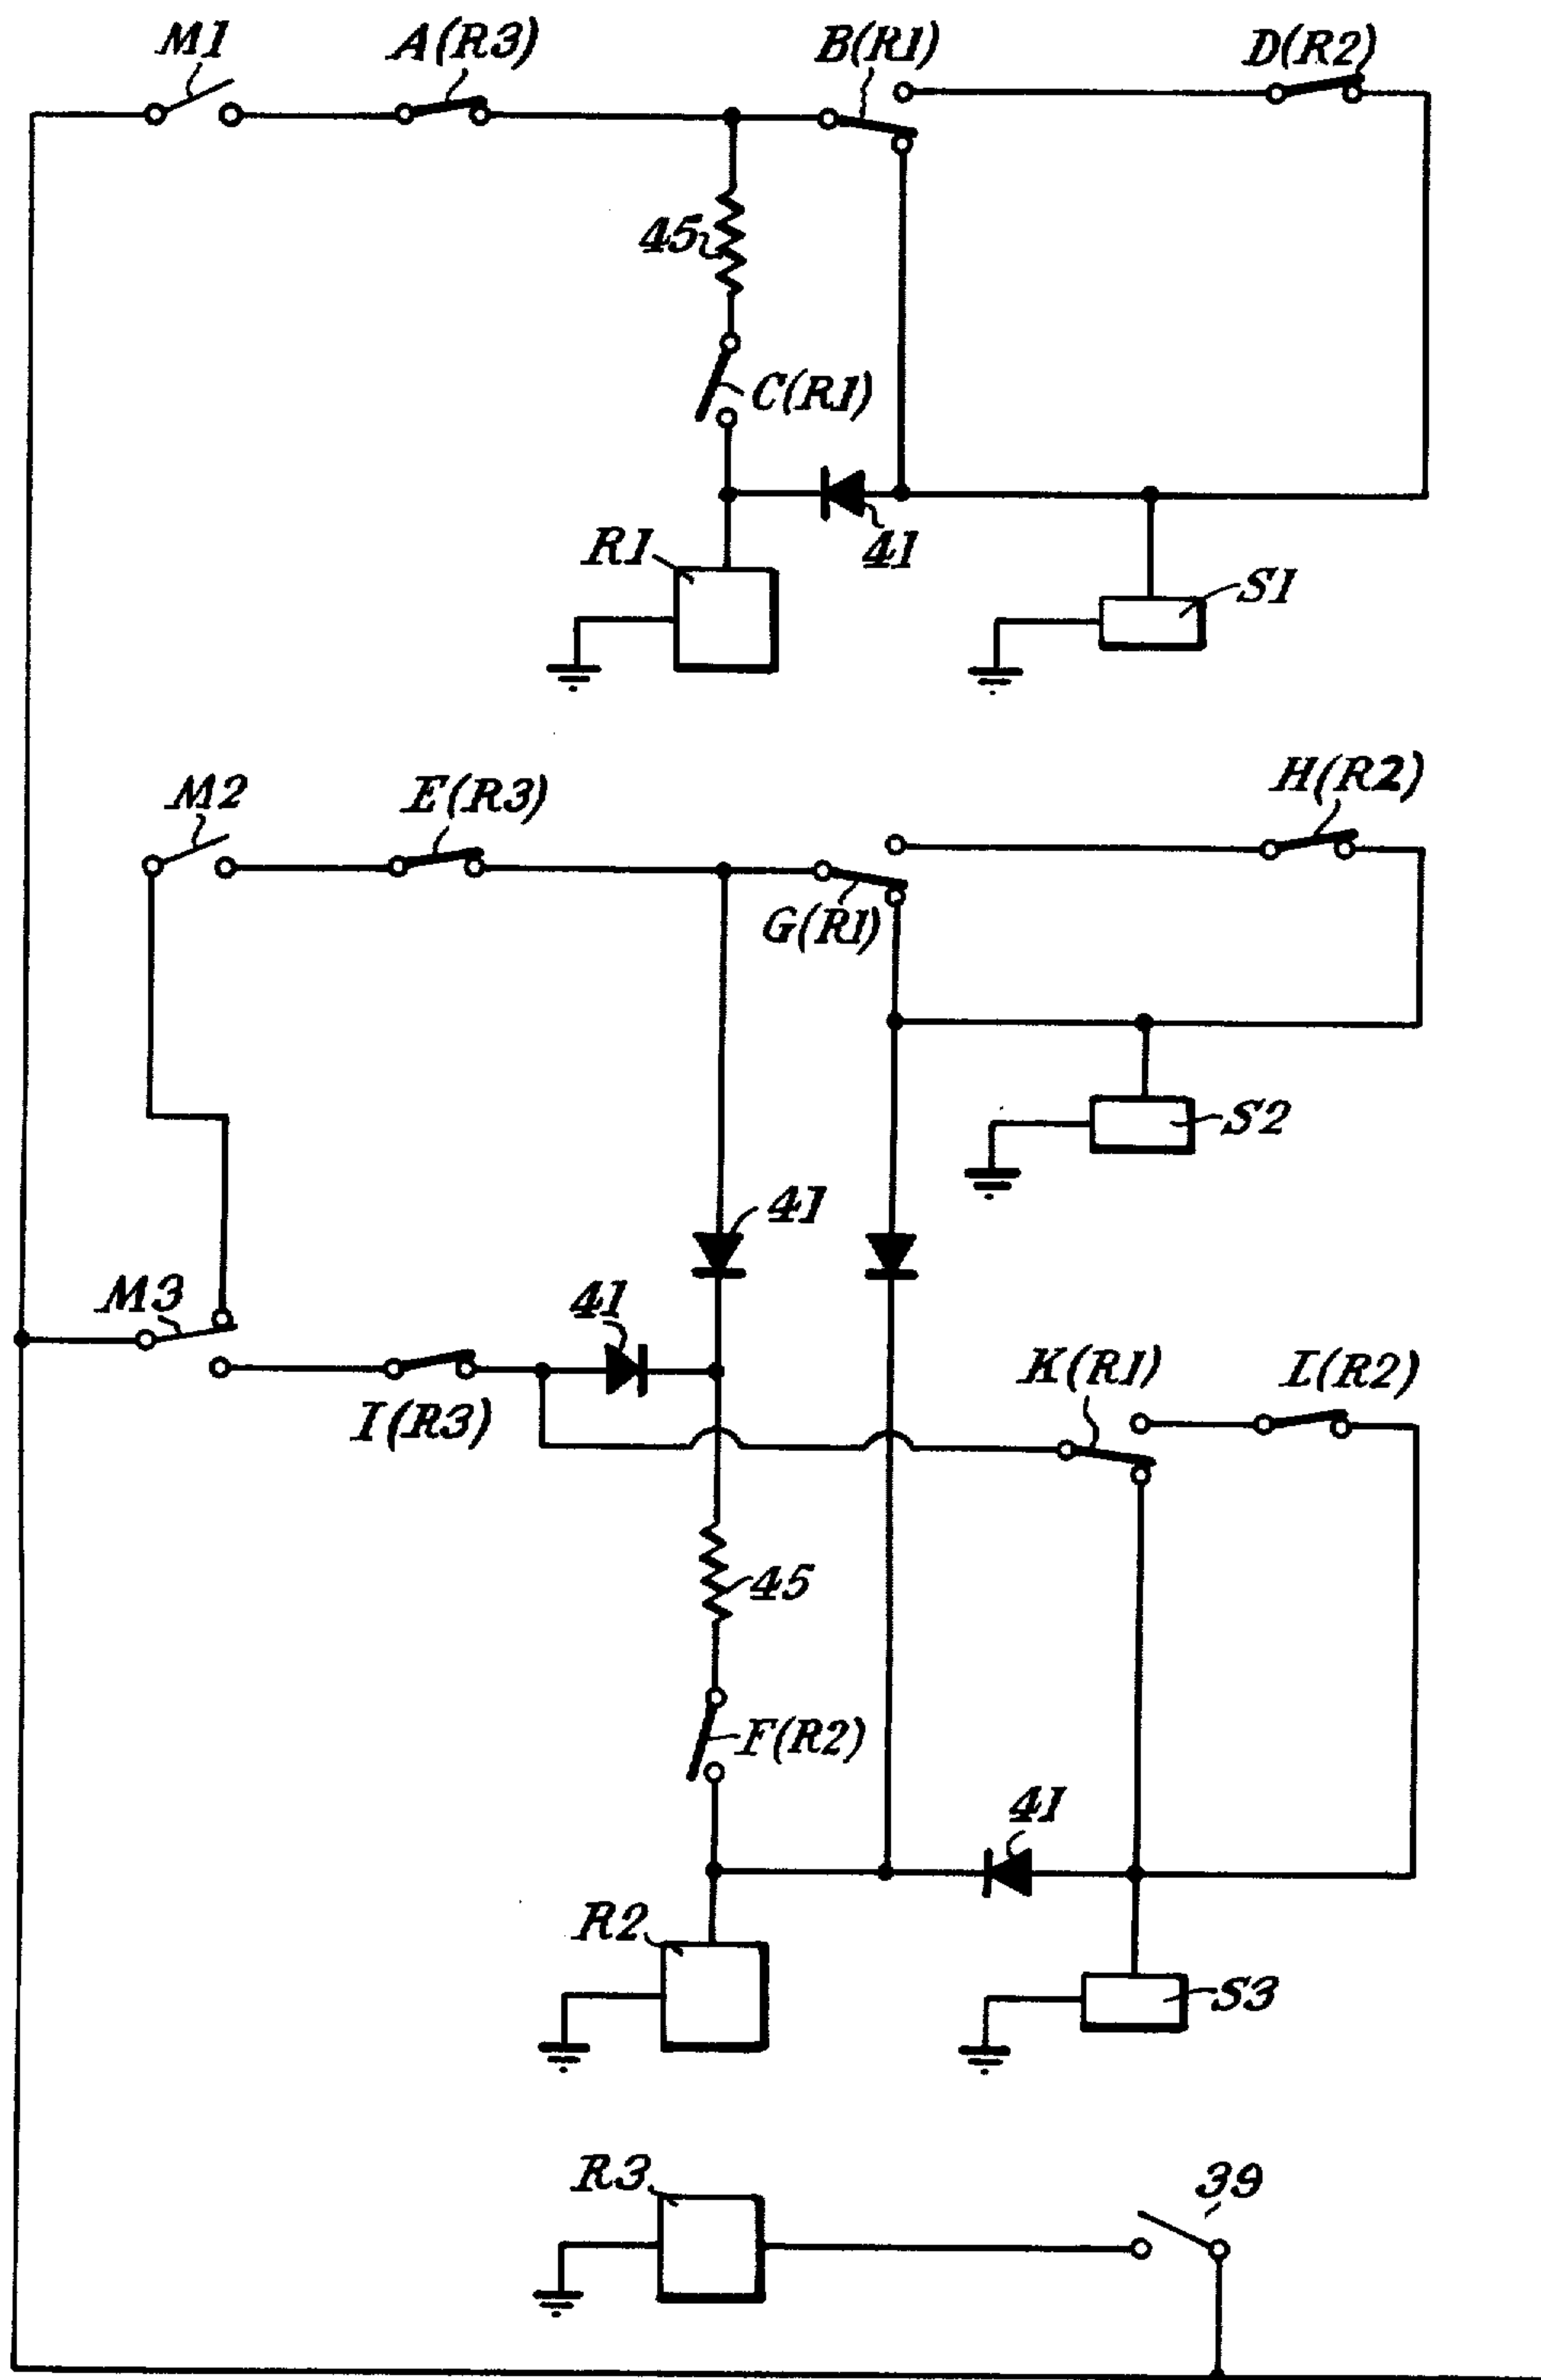 M1
A(R3)
B(R1)
D(R2)
45
C(R1)
41
R1
S1
M2
E(R3)
H(R2)
G(R1)
S2
41
M3
41
K(R1)
L(R2)
I(R3)
45
F(R2)
41
R2
S3
R3
39